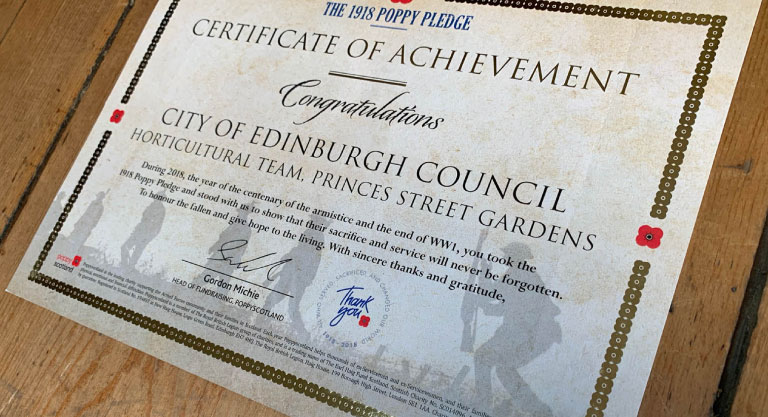 THE 1918 POPPY PLEDGE
CERTIFICATE OF ACHIEVEMENT
Congratulations
CITY OF EDINBURGH COUNCIL
HORTICULTURAL TEAM, PRINCES STREET GARDENS
During 2018, the year of the centenary of the armistice and the end of WW1, you took the
1918 Poppy Pledge and stood with us to show that their sacrifice and service will never be forgotten.
To honour the fallen and give hope to the living. With sincere thanks and gratitude,
Gordon Michie
HEAD OF FUNDRAISING, POPPYSCOTLAND
poppy
scotland
Thank
you